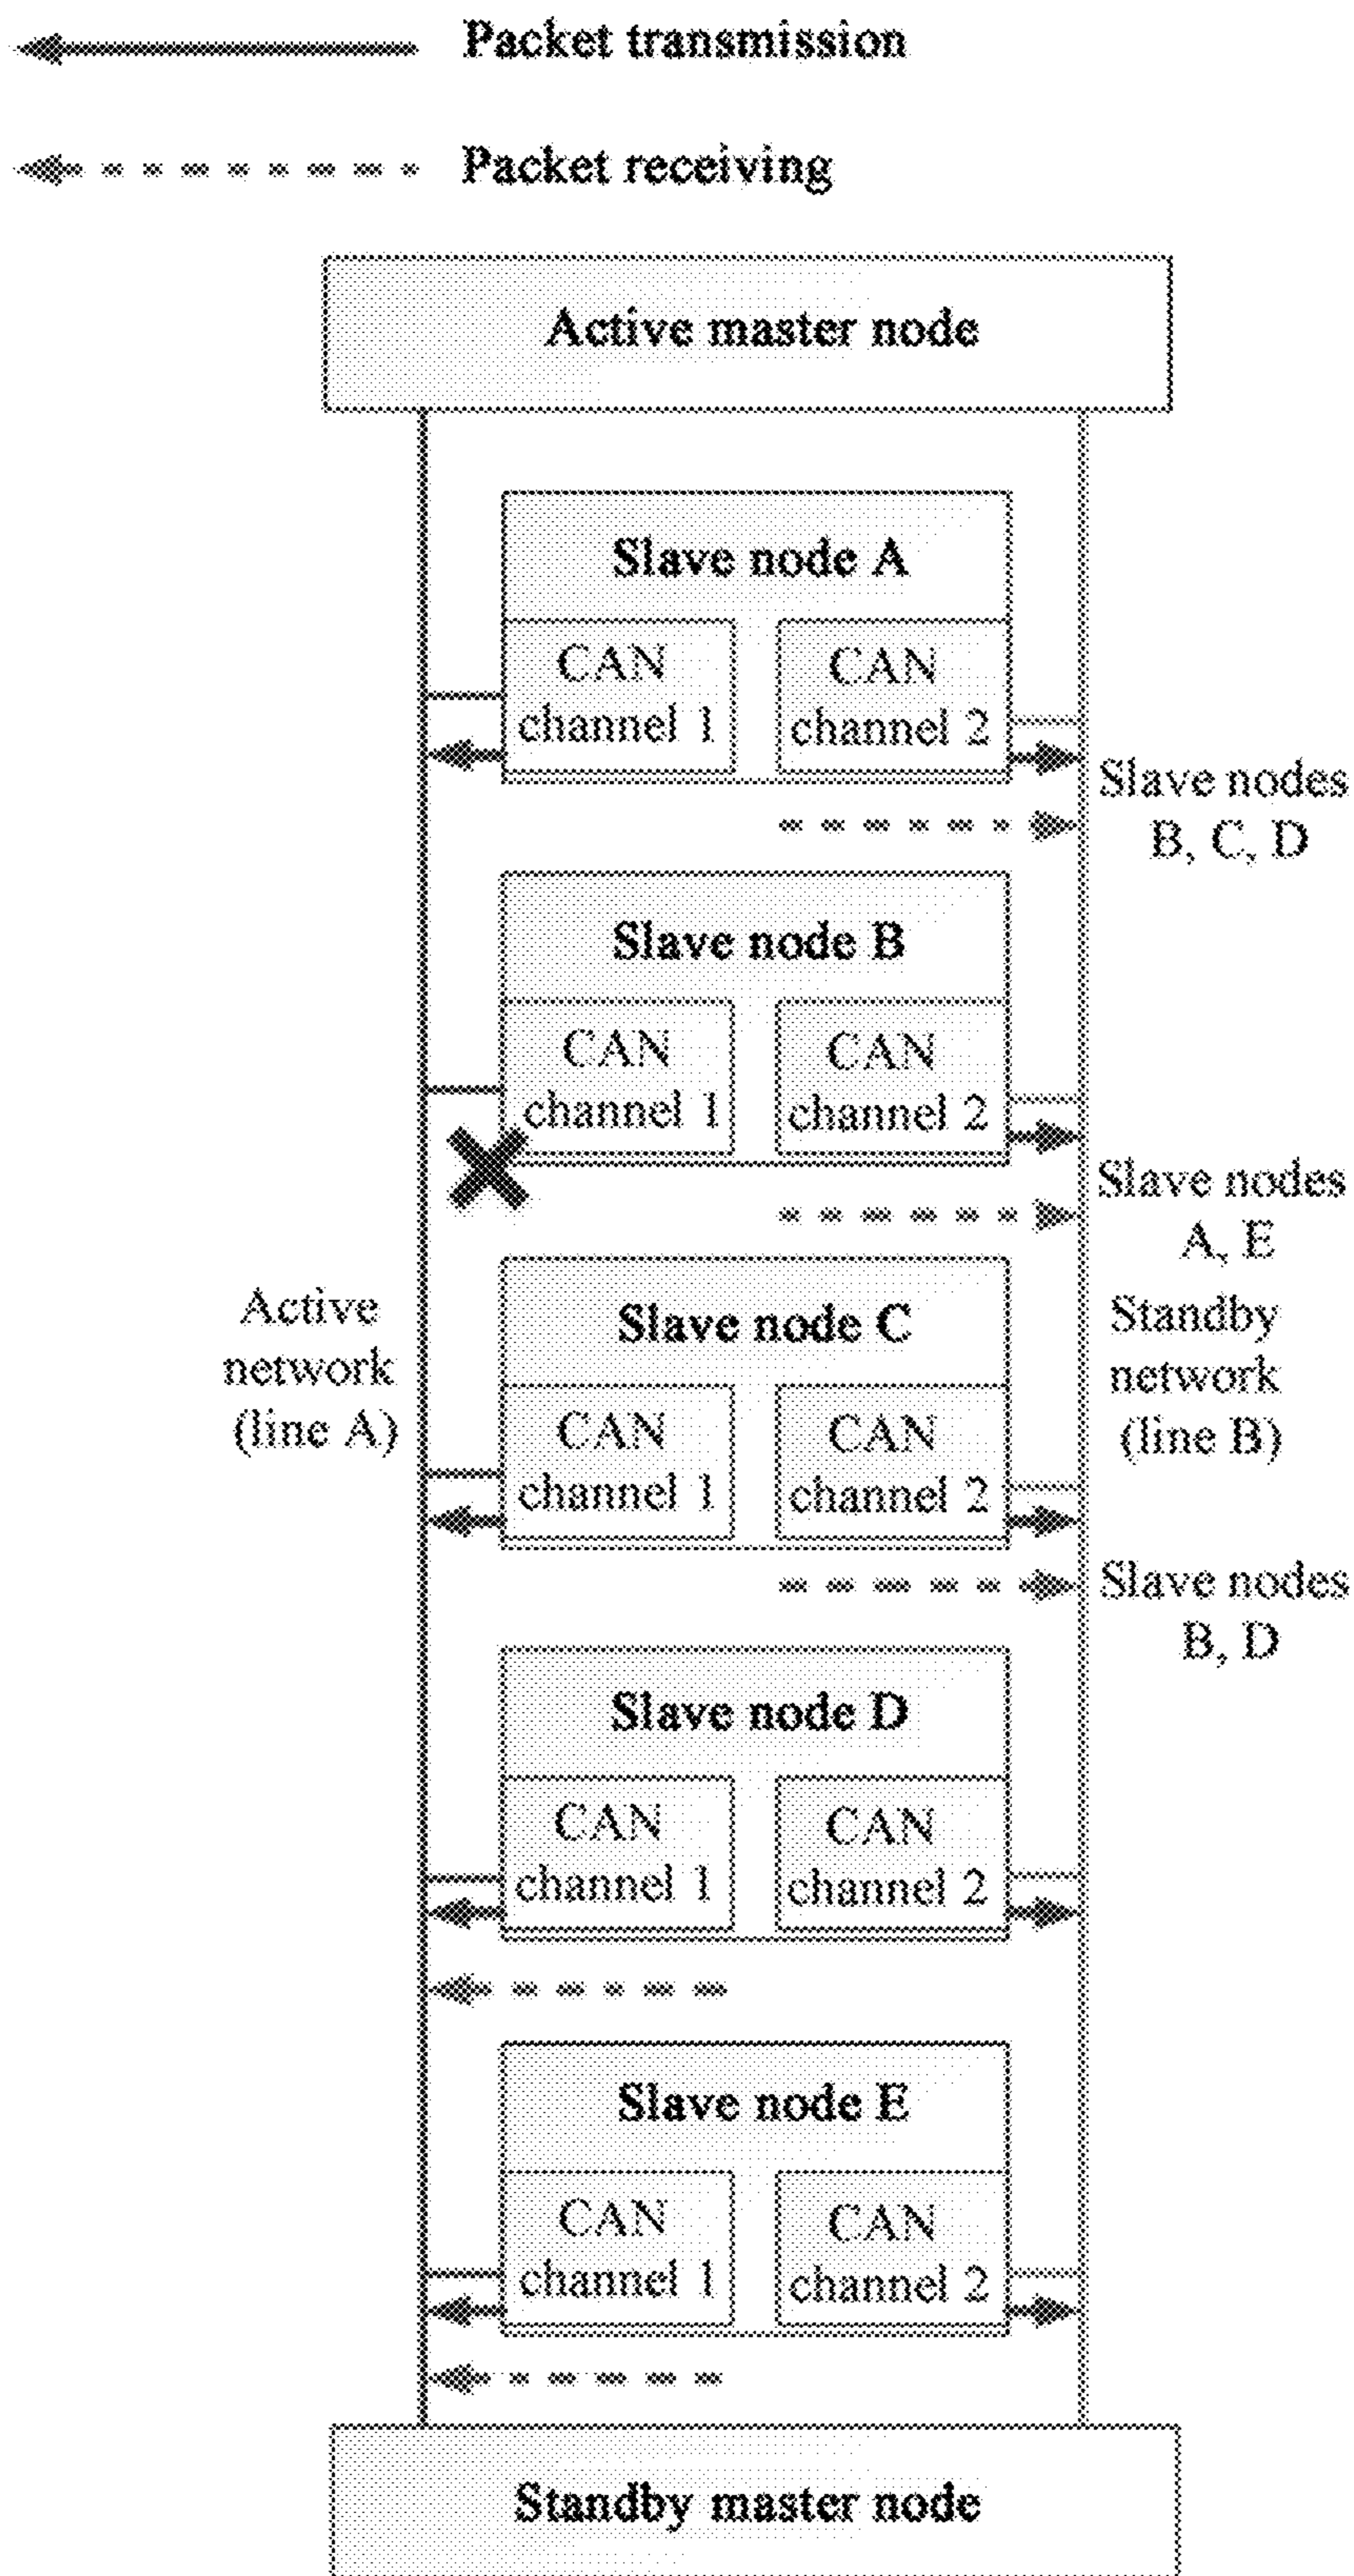 Packet transmission
Packet receiving
Active master node
Slave node A
CAN
channel 1
CAN
channel 2
Slave nodes
B, C, D
Slave node B
CAN
channel 1
CAN
channel 2
Slave nodes
A, E
Active
network
(line A)
Slave node C
CAN
channel 1
CAN
channel 2
Standby
network
(line B)
Slave nodes
B, D
Slave node D
CAN
channel 1
CAN
channel 2
Slave node E
CAN
channel 1
CAN
channel 2
Standby master node